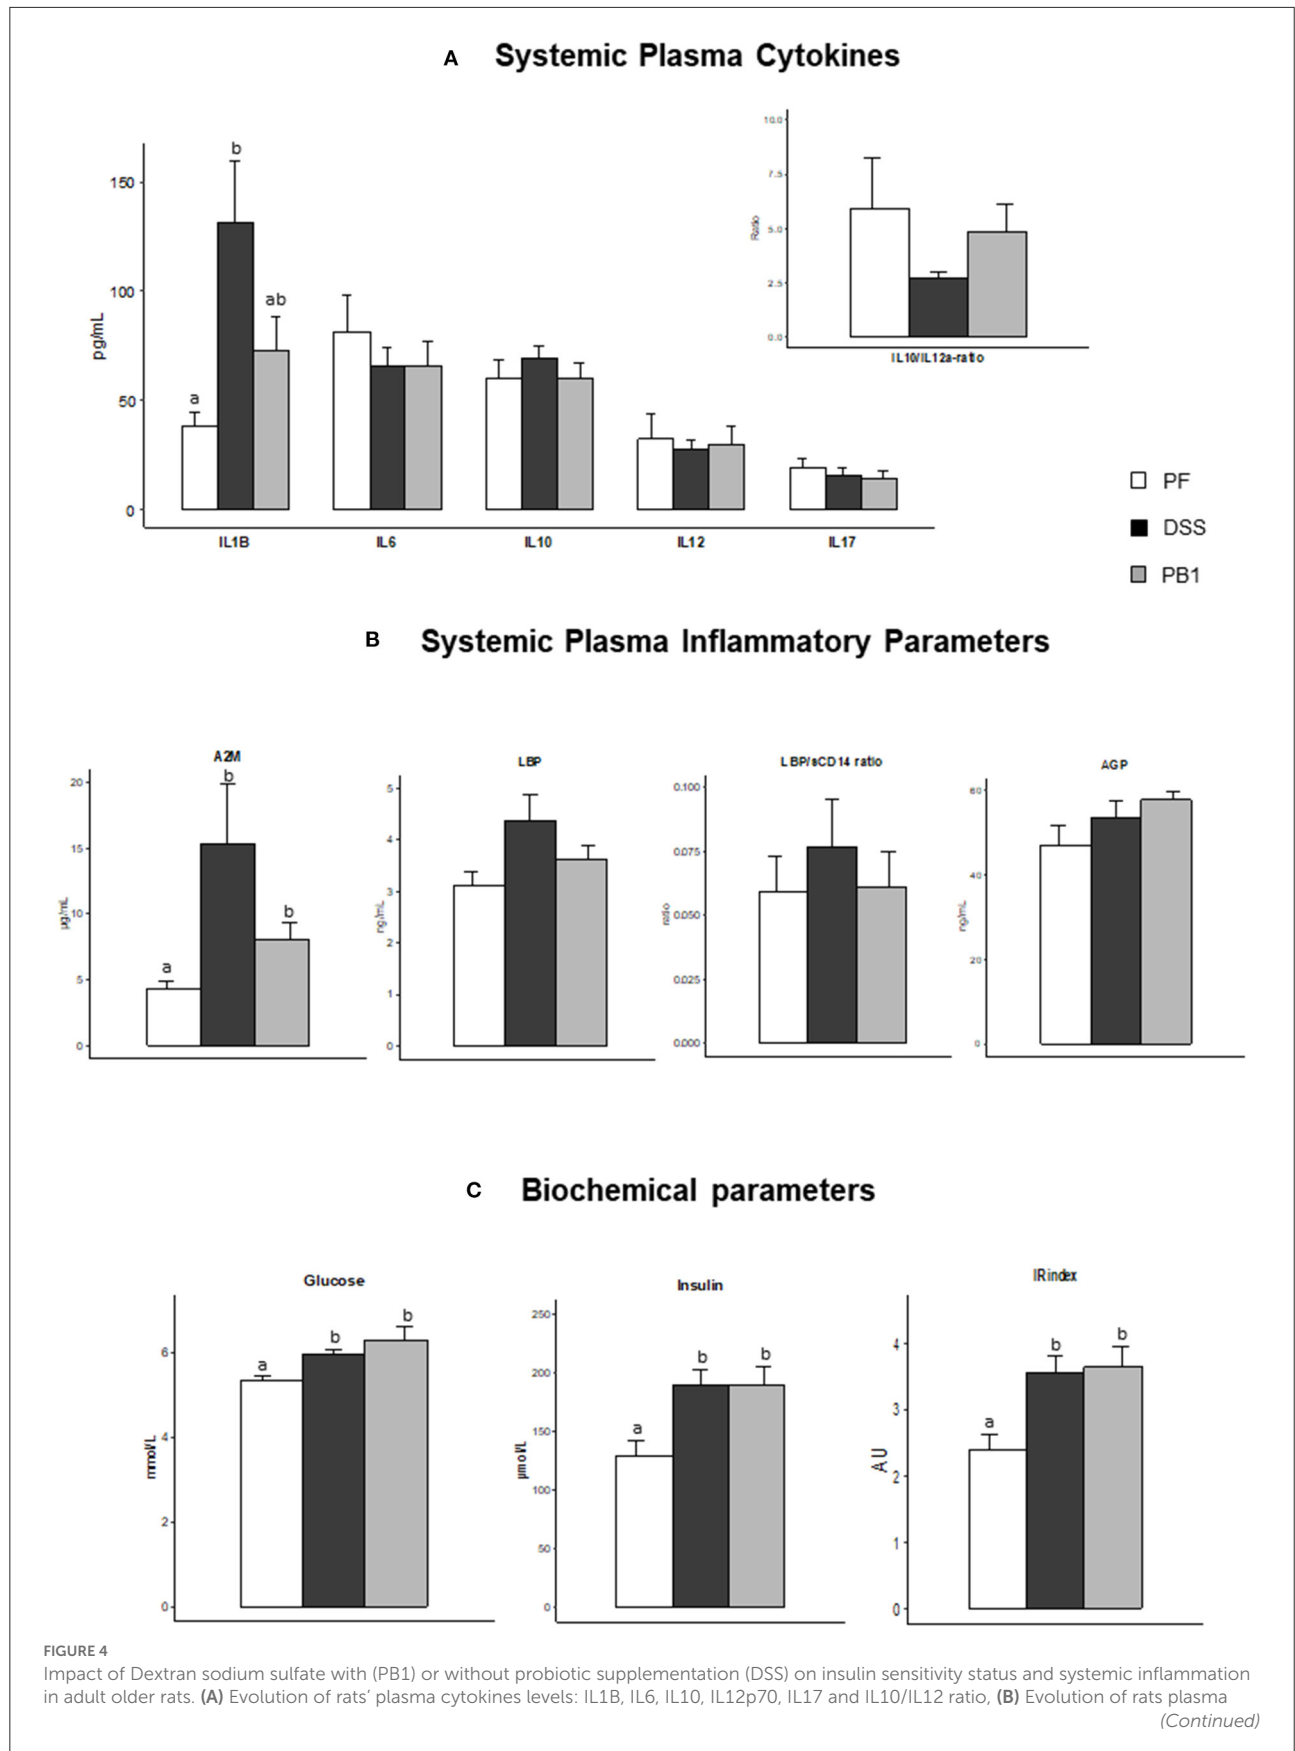 A Systemic Plasma Cytokines
10.0
7.5
5.0
2.5
0.0
Ratio
IL10/IL12a-ratio
150
100
50
0
pg/mL
b
ab
a
IL1B IL6 IL10 IL12 IL17
PF
DSS
PB1
B Systemic Plasma Inflammatory Parameters
A2M
20
15
10
5
0
µg/mL
a
b
b
LBP
5
4
3
2
1
0
ng/mL
LBP/sCD14 ratio
0.100
0.075
0.050
0.025
0.000
ratio
AGP
60
40
20
0
ng/mL
C Biochemical parameters
Glucose
6
4
2
0
mmol/L
a
b
b
Insulin
250
200
150
100
50
0
µmol/L
a
b
b
IR index
4
3
2
1
0
AU
a
b
b
FIGURE 4
Impact of Dextran sodium sulfate with (PB1) or without probiotic supplementation (DSS) on insulin sensitivity status and systemic inflammation
in adult older rats. (A) Evolution of rats’ plasma cytokines levels: IL1B, IL6, IL10, IL12p70, IL17 and IL10/IL12 ratio, (B) Evolution of rats plasma
(Continued)